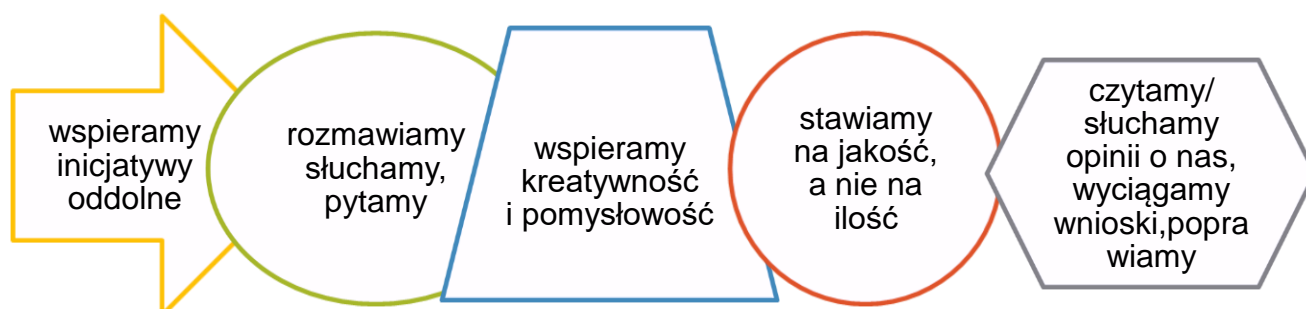 wspieramy
inicjatywy
oddolne
rozmawiamy
słuchamy,
pytamy
wspieramy
kreatywność
i pomysłowość
stawiamy
na jakość,
a nie na
ilość
czytamy/
słuchamy
opinii o nas,
wyciągamy
wnioski,popra
wiamy